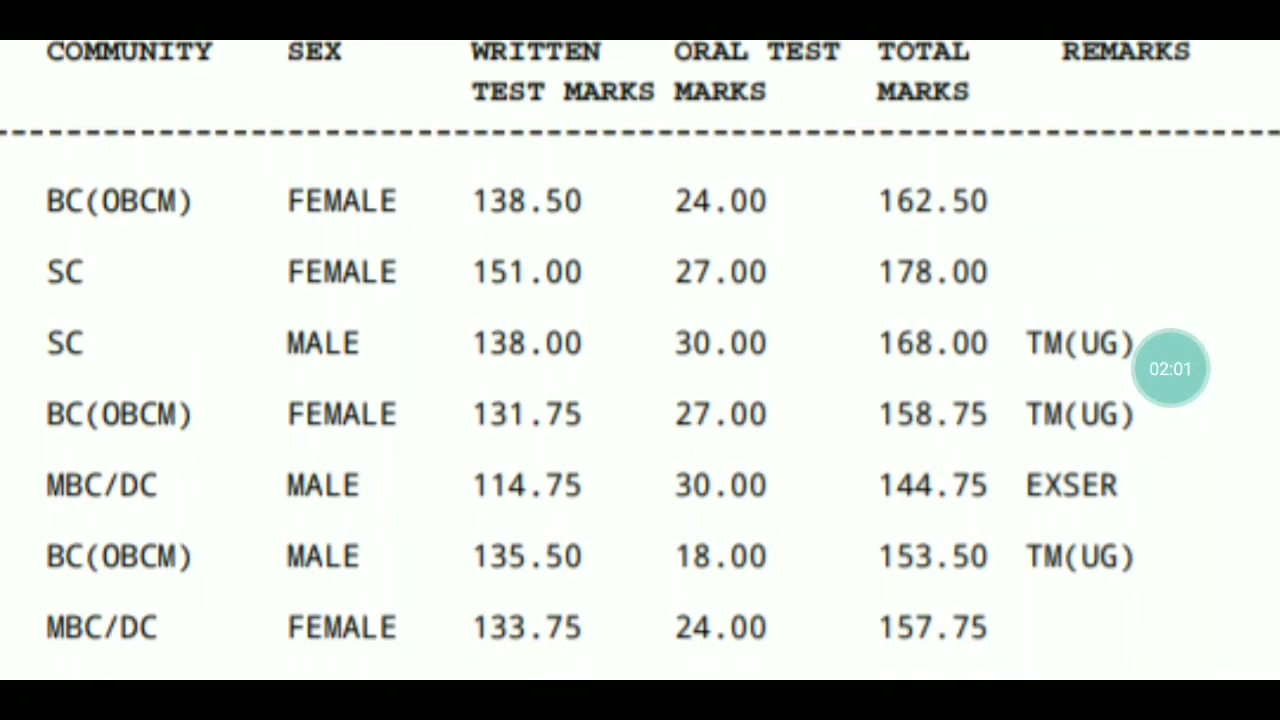 COMMUNITY SEX WRITTEN ORAL TEST TOTAL REMARKS
TEST MARKS MARKS MARKS
BC(OBCM) FEMALE 138.50 24.00 162.50
SC FEMALE 151.00 27.00 178.00
SC MALE 138.00 30.00 168.00 TM(UG)
02:01
BC(OBCM) FEMALE 131.75 27.00 158.75 TM(UG)
MBC/DC MALE 114.75 30.00 144.75 EXSER
BC(OBCM) MALE 135.50 18.00 153.50 TM(UG)
MBC/DC FEMALE 133.75 24.00 157.75